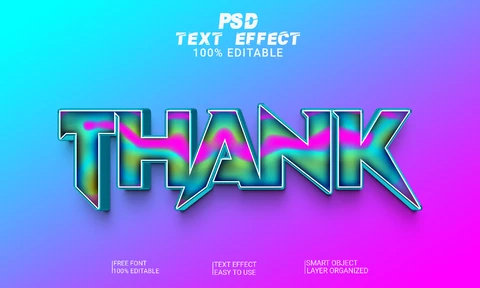 PSD
TEXT EFFECT
100% EDITABLE
THANK
FREE FONT
100% EDITABLE
TEXT EFFECT
EASY TO USE
SMART OBJECT
LAYER ORGANIZED